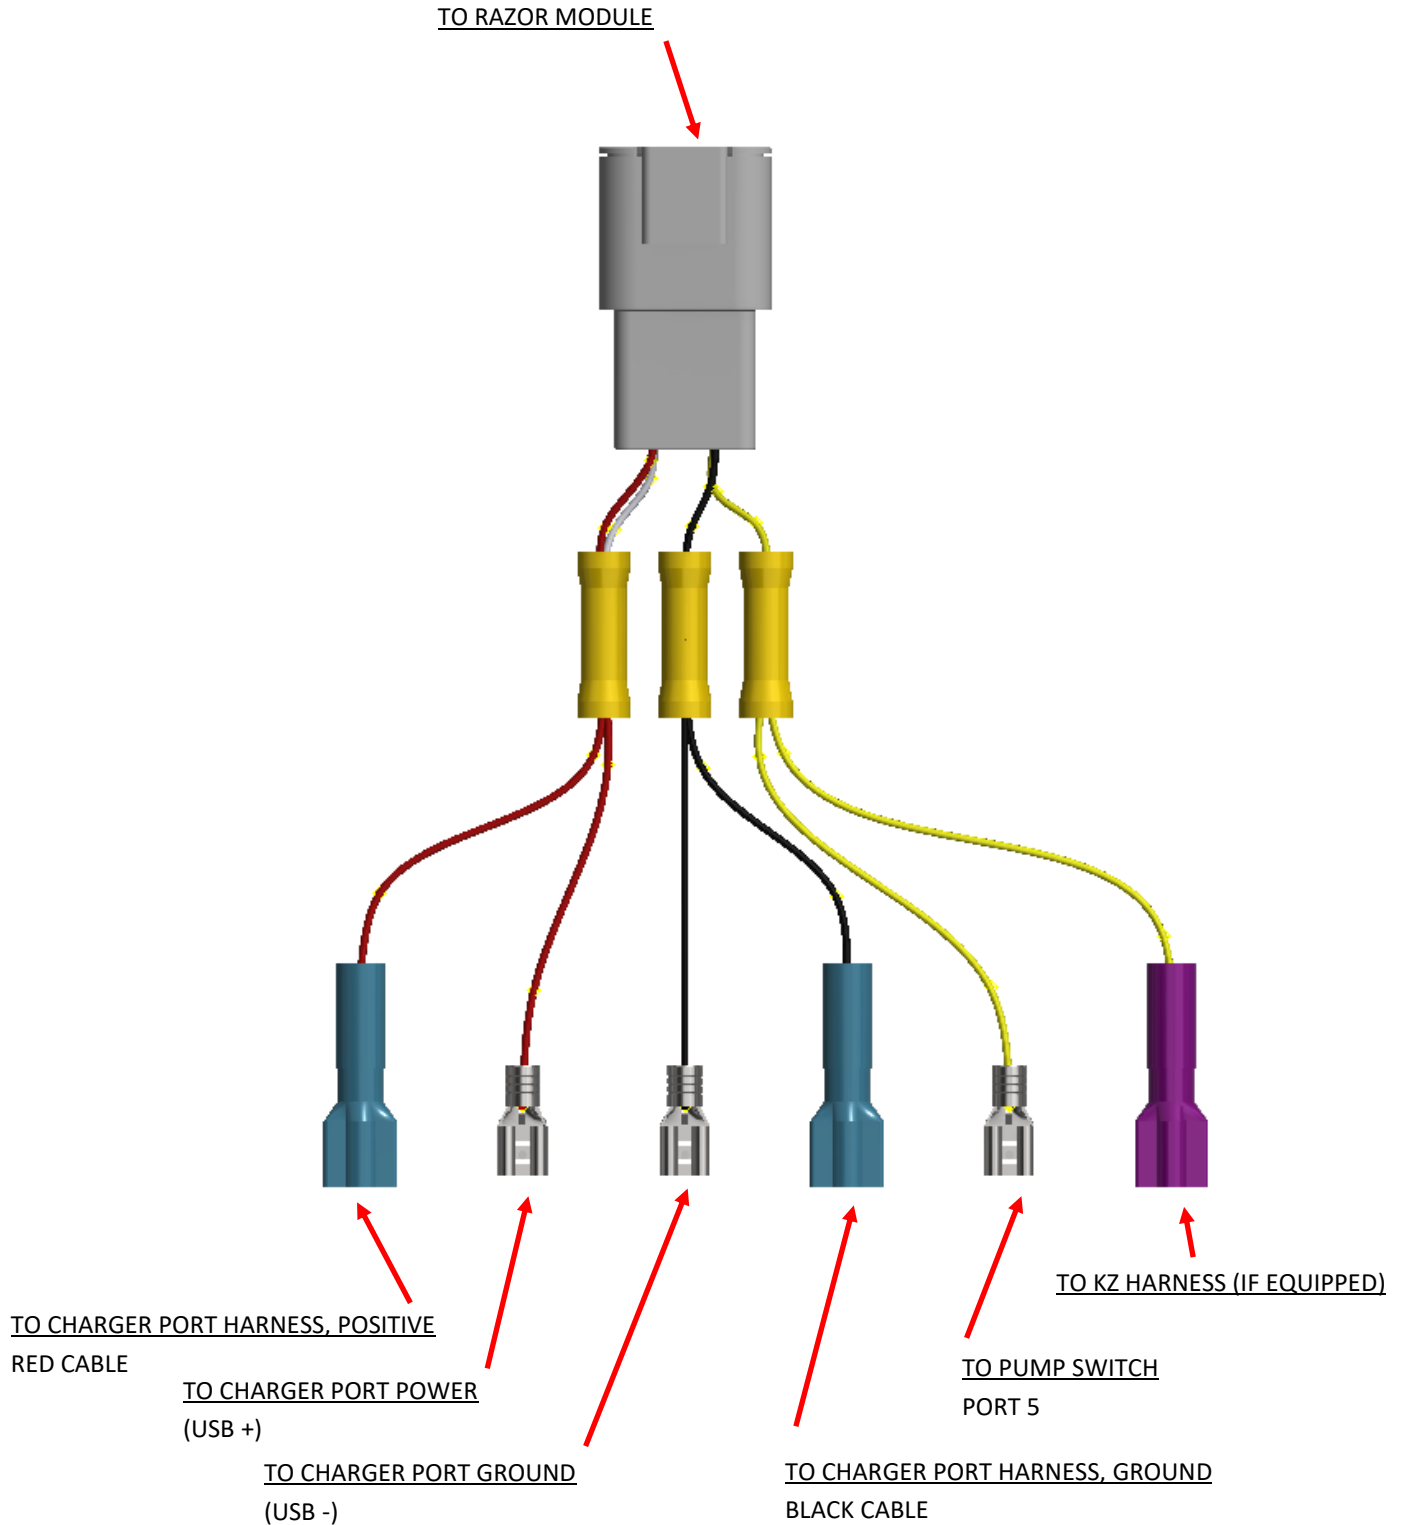 TO RAZOR MODULE
TO KZ HARNESS (IF EQUIPPED)
TO CHARGER PORT HARNESS, POSITIVE
RED CABLE
TO PUMP SWITCH
PORT 5
TO CHARGER PORT POWER
(USB +)
TO CHARGER PORT GROUND
(USB -)
TO CHARGER PORT HARNESS, GROUND
BLACK CABLE